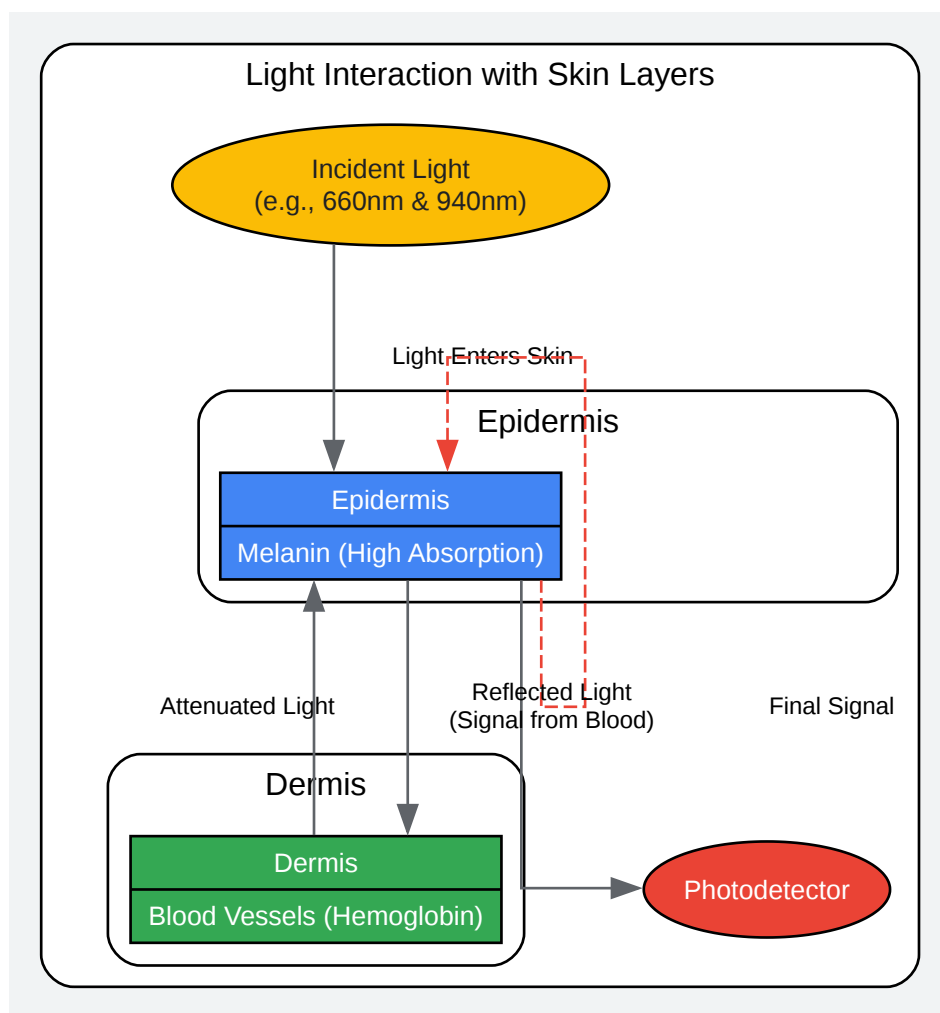 Light Interaction with Skin Layers
Incident Light
(e.g., 660nm & 940nm)
Light Enters Skin
Epidermis
Epidermis
Melanin (High Absorption)
Attenuated Light
Reflected Light
(Signal from Blood)
Final Signal
Dermis
Dermis
Blood Vessels (Hemoglobin)
Photodetector